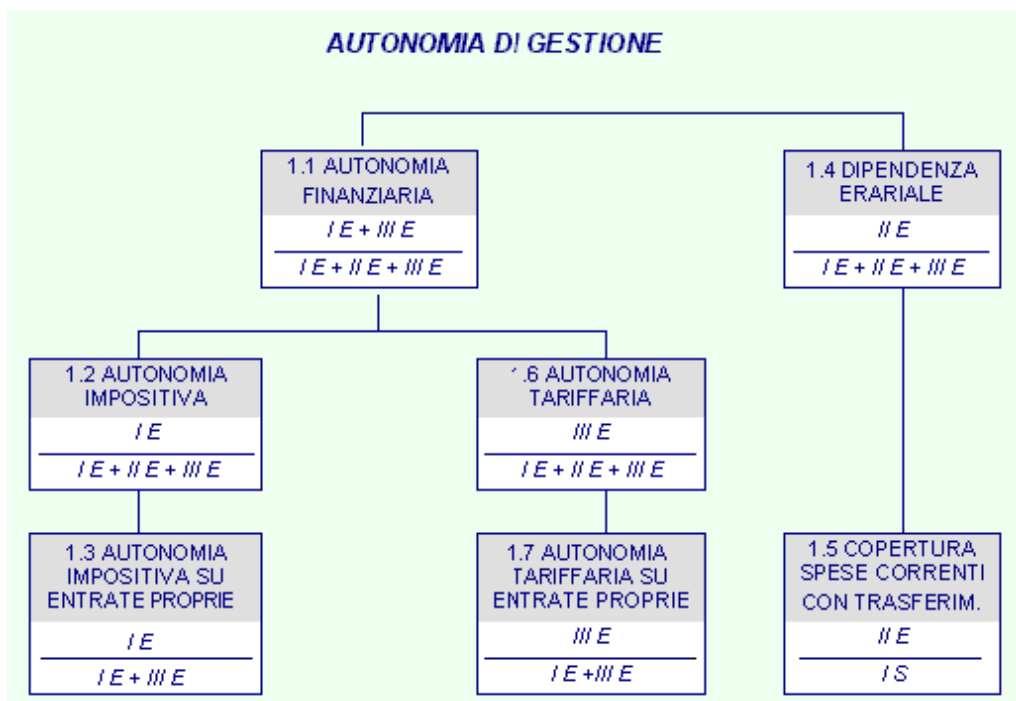 AUTONOMIA DI GESTIONE
1.1 AUTONOMIA
FINANZIARIA
I E + III E
I E + II E + III E
1.4 DIPENDENZA
ERARIALE
II E
I E + II E + III E
1.2 AUTONOMIA
IMPOSITIVA
I E
I E + II E + III E
1.6 AUTONOMIA
TARIFFARIA
III E
I E + II E + III E
1.3 AUTONOMIA
IMPOSITIVA SU
ENTRATE PROPRIE
I E
I E + III E
1.7 AUTONOMIA
TARIFFARIA SU
ENTRATE PROPRIE
III E
I E +III E
1.5 COPERTURA
SPESE CORRENTI
CON TRASFERIM.
II E
I S